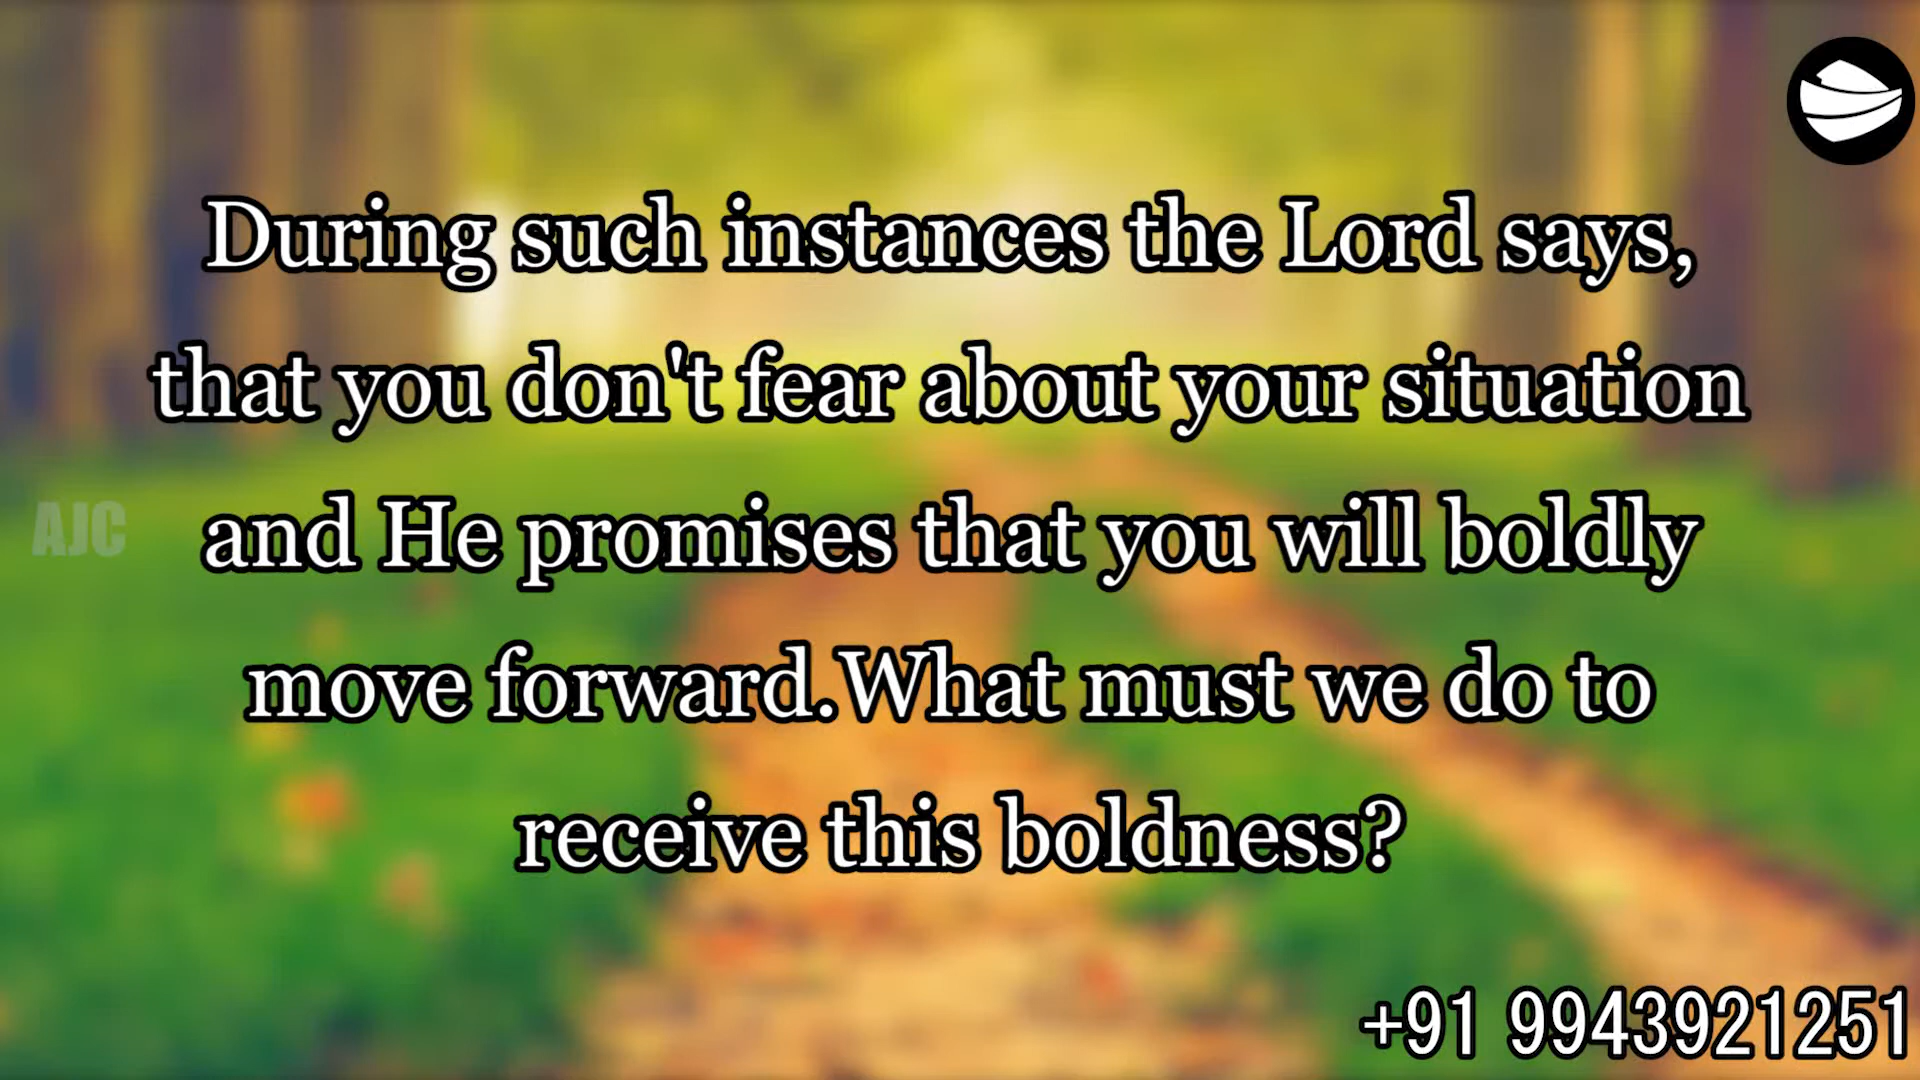 During such instances the Lord says,
that you don't fear about your situation
and He promises that you will boldly
AJC
move forward.What must we do to
receive this boldness?
+91 9943921251